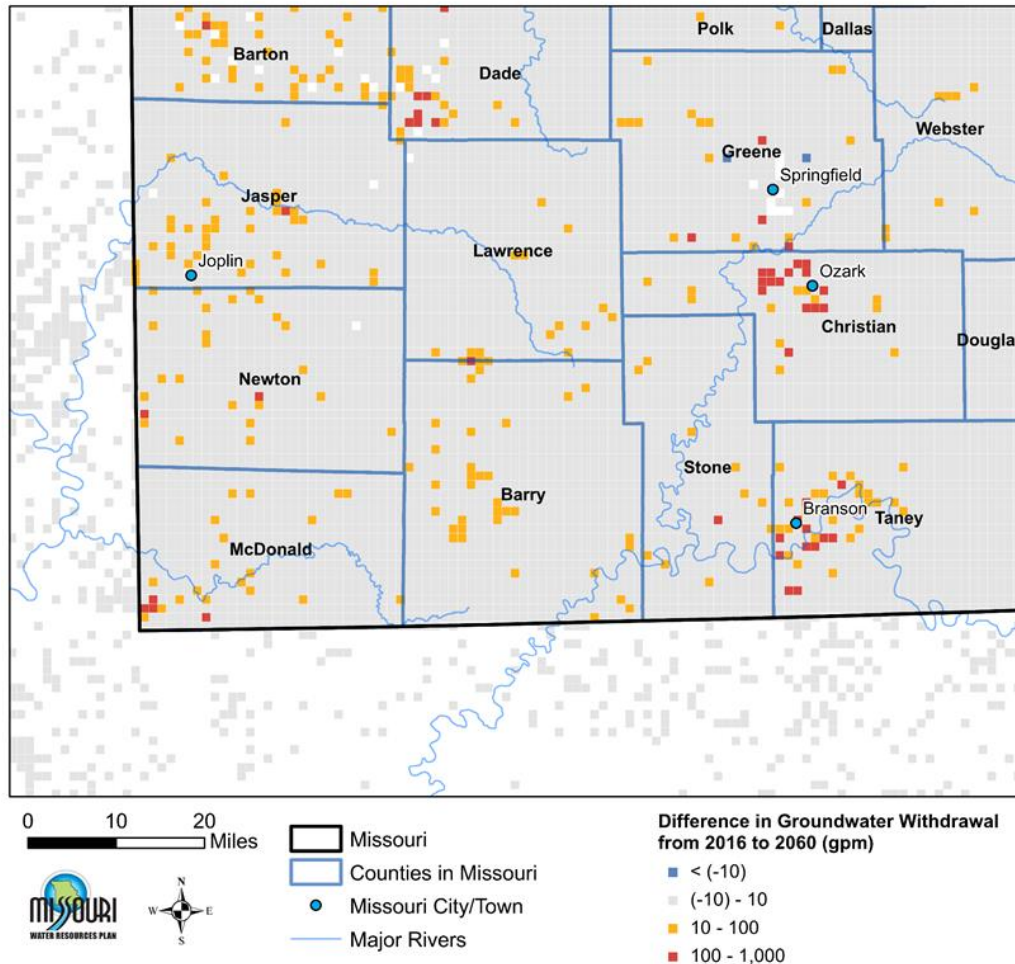 Polk
Dallas
Barton
Dade
Webster
Greene
Springfield
Jasper
Lawrence
Joplin
Ozark
Christian
Dougla
Newton
Stone
Barry
Branson
Taney
McDonald
0 10 20
Miles
MISSOURI
WATER RESOURCES PLAN
N
W E
S
Missouri
Counties in Missouri
Missouri City/Town
Major Rivers
Difference in Groundwater Withdrawal
from 2016 to 2060 (gpm)
< (-10)
(-10) - 10
10 - 100
100 - 1,000